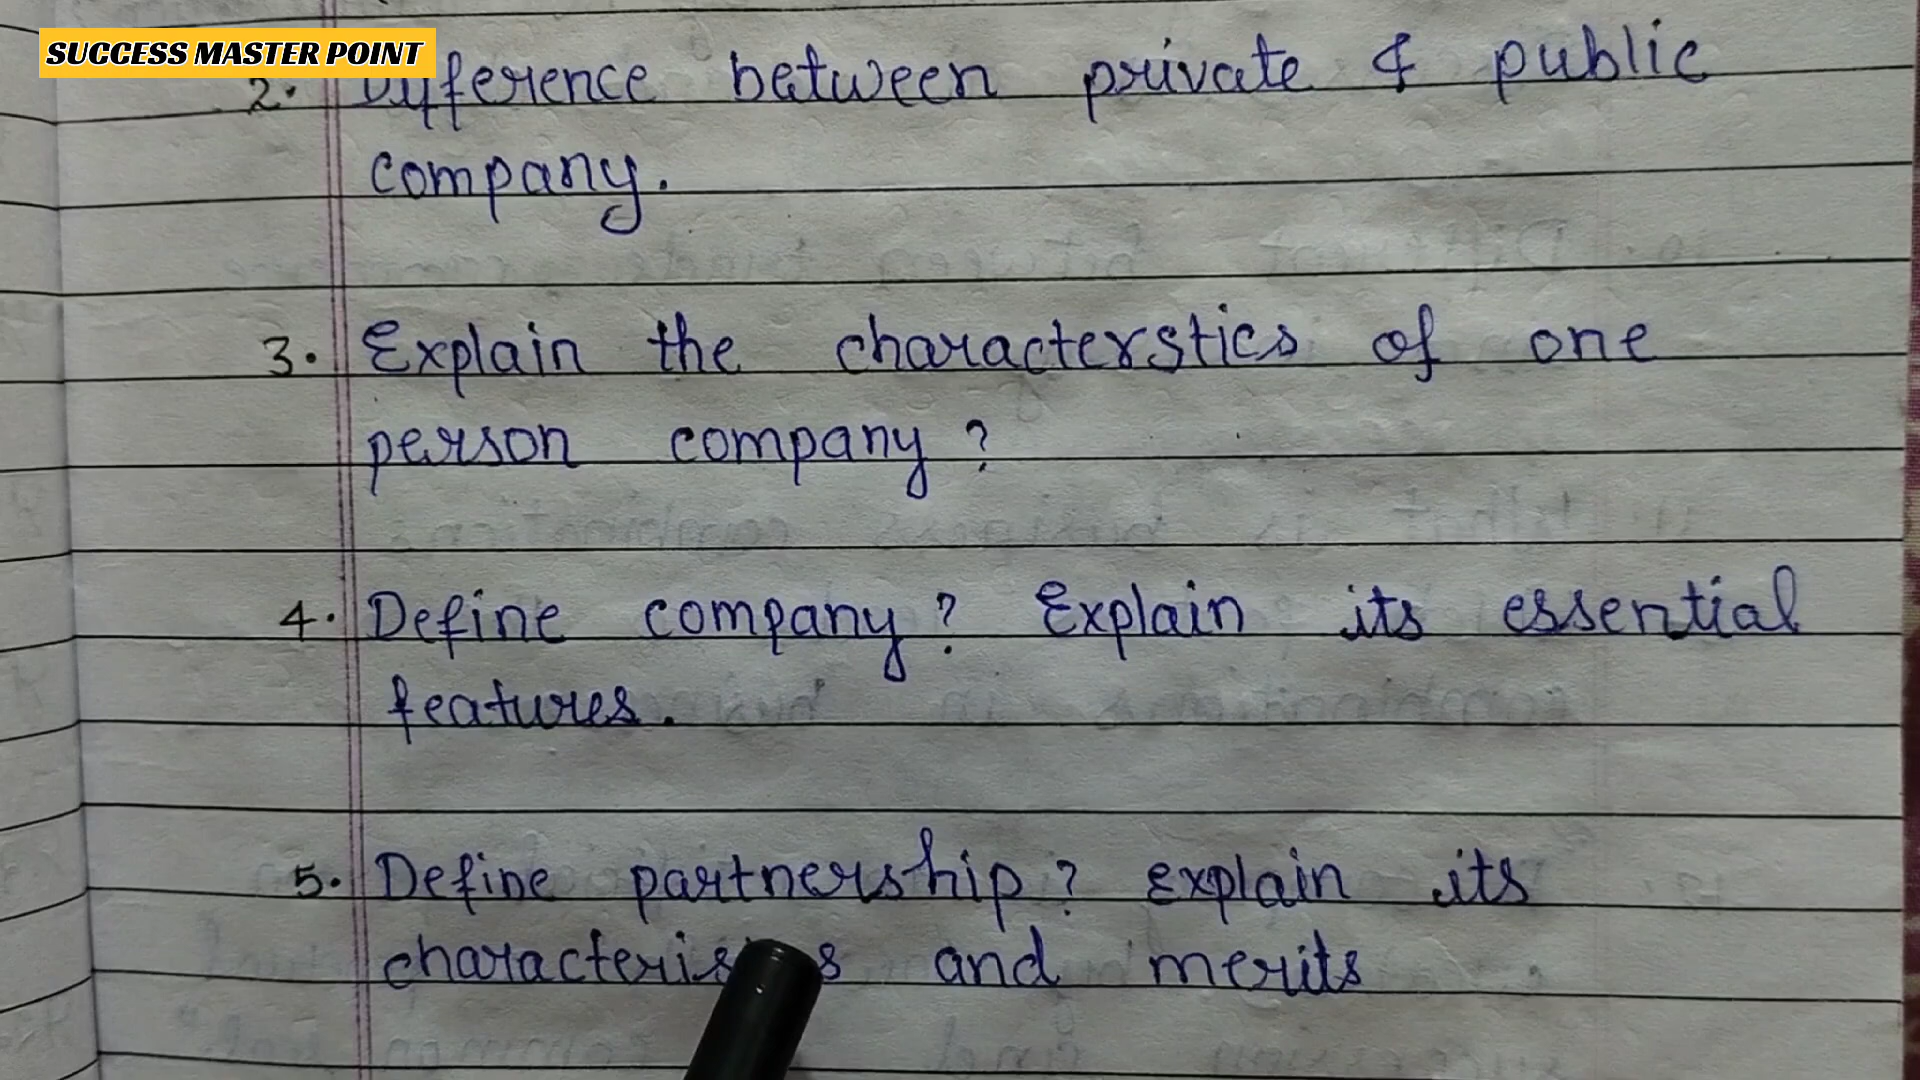 SUCCESS MASTER POINT
2. Difference between private & public
company.
3. Explain the characterstics of one
person company ?
4. Define company ? Explain its essential
features.
5. Define partnership ? explain its
and merits